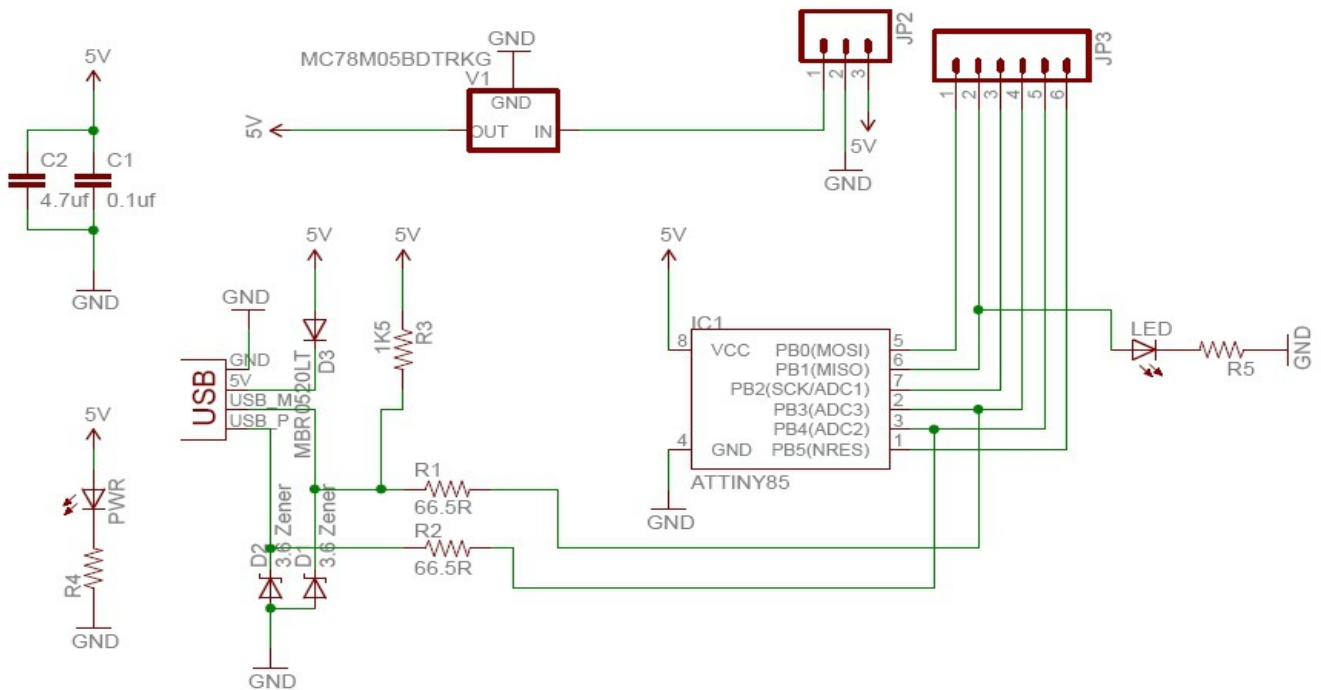 5V
C2
C1
4.7uf
0.1uf
GND
MC78M05BDTRKG
GND
V1
GND
OUT
IN
5V
JP2
1
2
3
5V
GND
JP3
1
2
3
4
5
6
5V
5V
5V
GND
1K5
R3
D3
MBR0520LT
USB
GND
5V
USB_M
USB_P
IC1
8
VCC
4
GND
PB0(MOSI)
5
PB1(MISO)
6
PB2(SCK/ADC1)
7
PB3(ADC3)
2
PB4(ADC2)
3
PB5(NRES)
1
ATTINY85
GND
LED
R5
GND
5V
PWR
R4
GND
R1
66.5R
R2
66.5R
D2
3.6 Zener
D1
3.6 Zener
GND